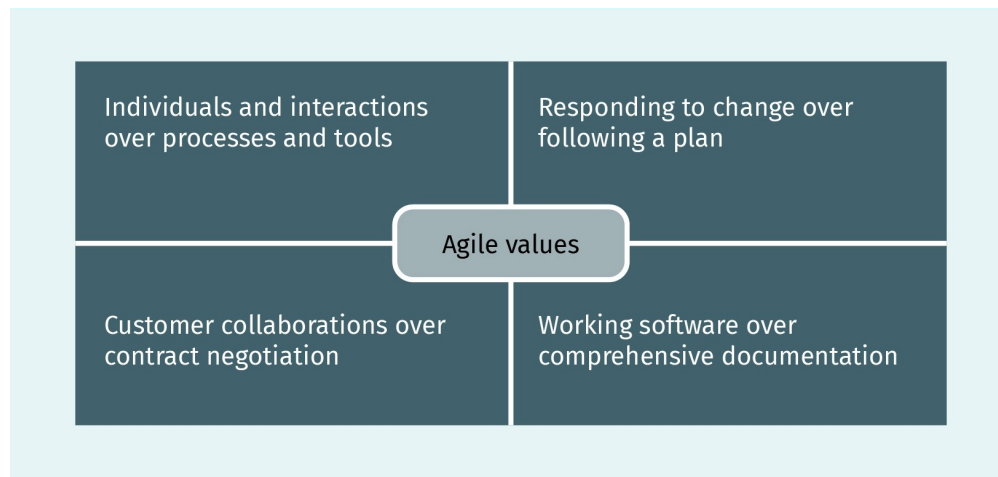 Individuals and interactions
over processes and tools
Responding to change over
following a plan
Agile values
Customer collaborations over
contract negotiation
Working software over
comprehensive documentation